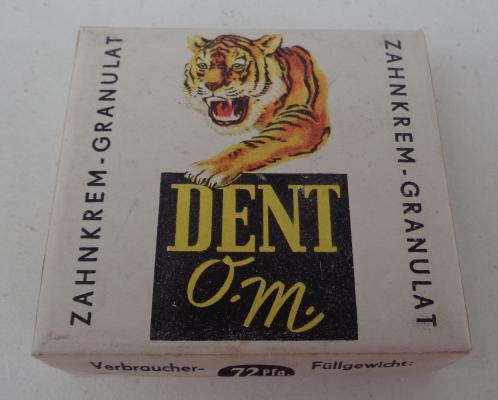 ZAHNKREM-GRANULAT
ZAHNKREM-GRANULAT
DENT
O.M.
Verbraucher- 72 Pfg. Füllgewicht: